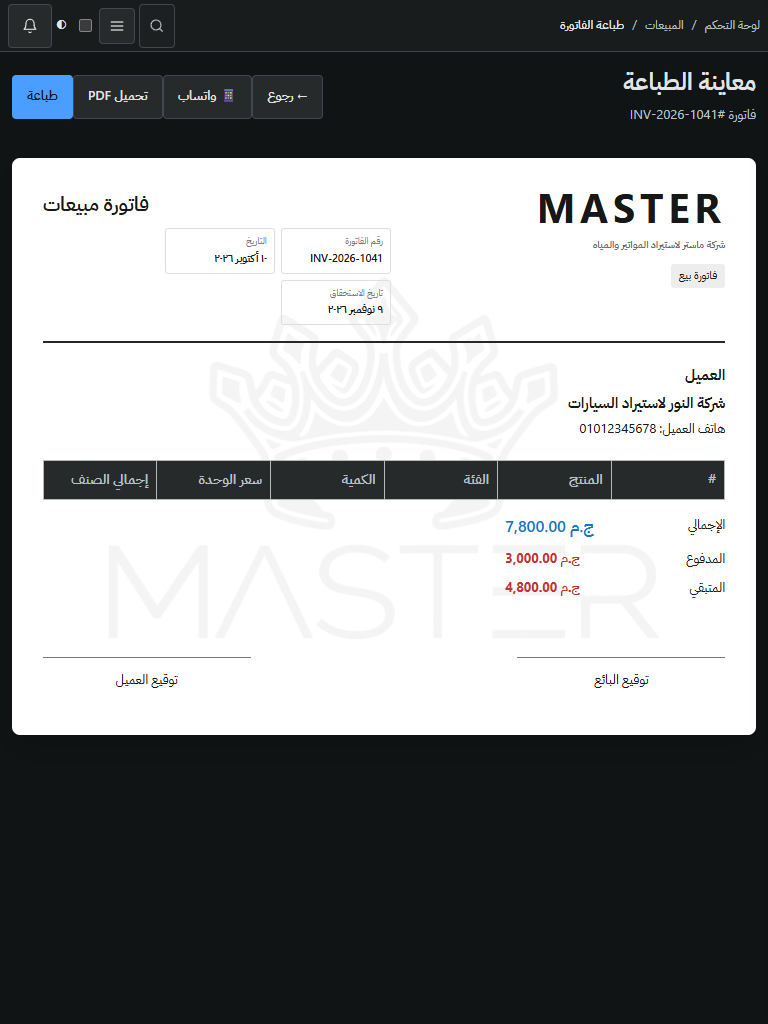 لوحة التحكم / المبيعات / طباعة الفاتورة
معاينة الطباعة
فاتورة #INV-2026-1041
← رجوع
واتساب
تحميل PDF
طباعة
MASTER
شركة ماستر لاستيراد المواتير والمياه
فاتورة بيع
فاتورة مبيعات
رقم الفاتورة
INV-2026-1041
التاريخ
١٠ أكتوبر ٢٠٢٦
تاريخ الاستحقاق
٩ نوفمبر ٢٠٢٦
العميل
شركة النور لاستيراد السيارات
هاتف العميل: 01012345678
# المنتج الفئة الكمية سعر الوحدة إجمالي الصنف
الإجمالي ج.م 7,800.00
المدفوع ج.م 3,000.00
المتبقي ج.م 4,800.00
MASTER
توقيع البائع
توقيع العميل